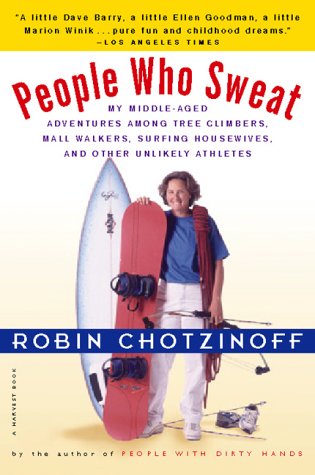 "A little Dave Barry, a little Ellen Goodman, a little
Marion Winik...pure fun and childhood dreams."
–LOS ANGELES TIMES
People Who Sweat
MY MIDDLE-AGED
ADVENTURES AMONG TREE CLIMBERS,
MALL WALKERS, SURFING HOUSEWIVES,
AND OTHER UNLIKELY ATHLETES
ROBIN CHOTZINOFF
A HARVEST BOOK
by the author of PEOPLE WITH DIRTY HANDS